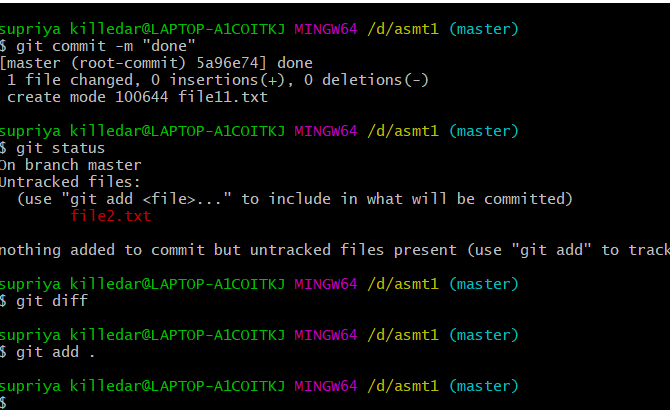 supriya killedar@LAPTOP-A1COITKJ MINGW64 /d/asmt1 (master)
$ git commit -m "done"
[master (root-commit) 5a96e74] done
 1 file changed, 0 insertions(+), 0 deletions(-)
 create mode 100644 file11.txt

supriya killedar@LAPTOP-A1COITKJ MINGW64 /d/asmt1 (master)
$ git status
On branch master
Untracked files:
  (use "git add <file>..." to include in what will be committed)
        file2.txt

nothing added to commit but untracked files present (use "git add" to track

supriya killedar@LAPTOP-A1COITKJ MINGW64 /d/asmt1 (master)
$ git diff

supriya killedar@LAPTOP-A1COITKJ MINGW64 /d/asmt1 (master)
$ git add .

supriya killedar@LAPTOP-A1COITKJ MINGW64 /d/asmt1 (master)
$